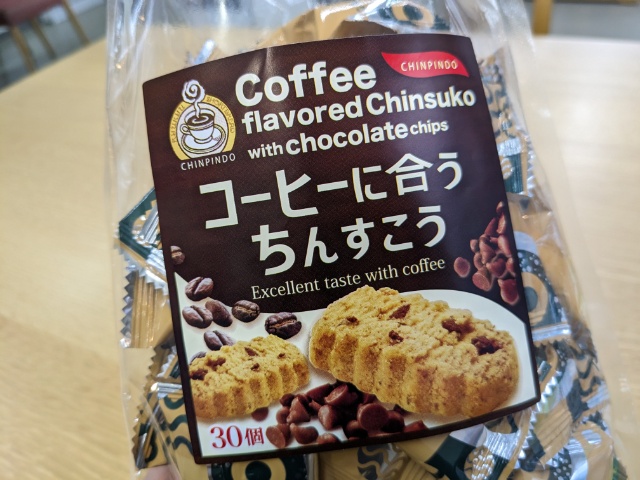 CHINPINDO
Coffee
flavored Chinsuko
with chocolate chips
CHINPINDO
コーヒーに合う
ちんすこう
Excellent taste with coffee
30個